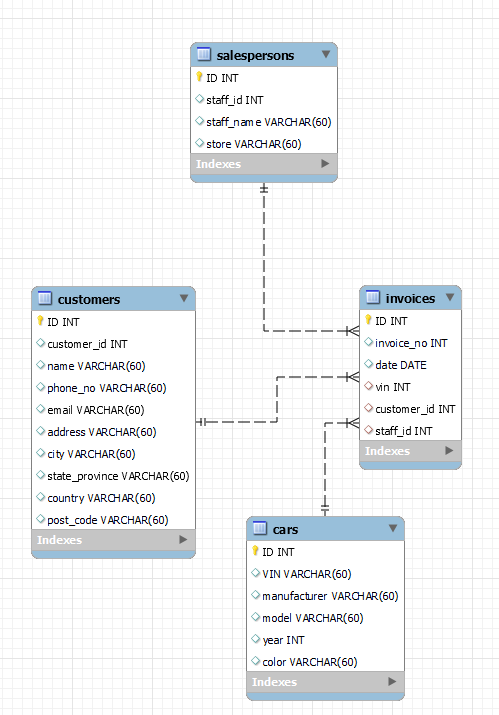 salespersons
ID INT
staff_id INT
staff_name VARCHAR(60)
store VARCHAR(60)
Indexes
customers
ID INT
customer_id INT
name VARCHAR(60)
phone_no VARCHAR(60)
email VARCHAR(60)
address VARCHAR(60)
city VARCHAR(60)
state_province VARCHAR(60)
country VARCHAR(60)
post_code VARCHAR(60)
Indexes
invoices
ID INT
invoice_no INT
date DATE
vin INT
customer_id INT
staff_id INT
Indexes
cars
ID INT
VIN VARCHAR(60)
manufacturer VARCHAR(60)
model VARCHAR(60)
year INT
color VARCHAR(60)
Indexes